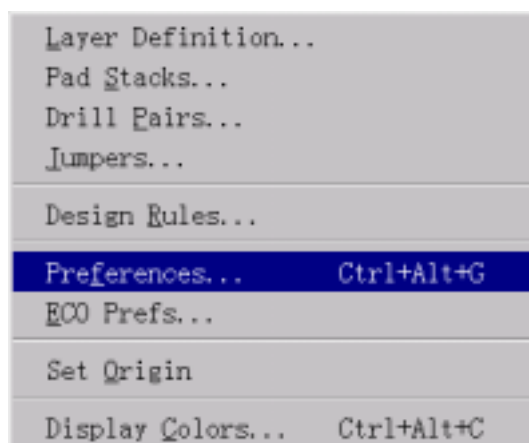 Layer Definition...
Pad Stacks...
Drill Pairs...
Jumpers...
Design Rules...
Preferences... Ctrl+Alt+G
ECO Prefs...
Set Origin
Display Colors... Ctrl+Alt+C